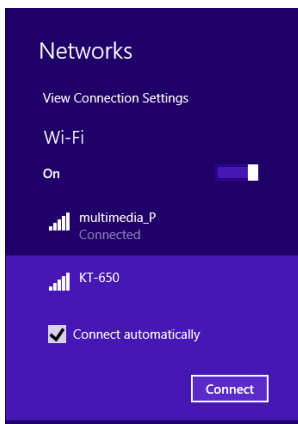 Networks
View Connection Settings
Wi-Fi
On
multimedia_P
Connected
KT-650
Connect automatically
Connect